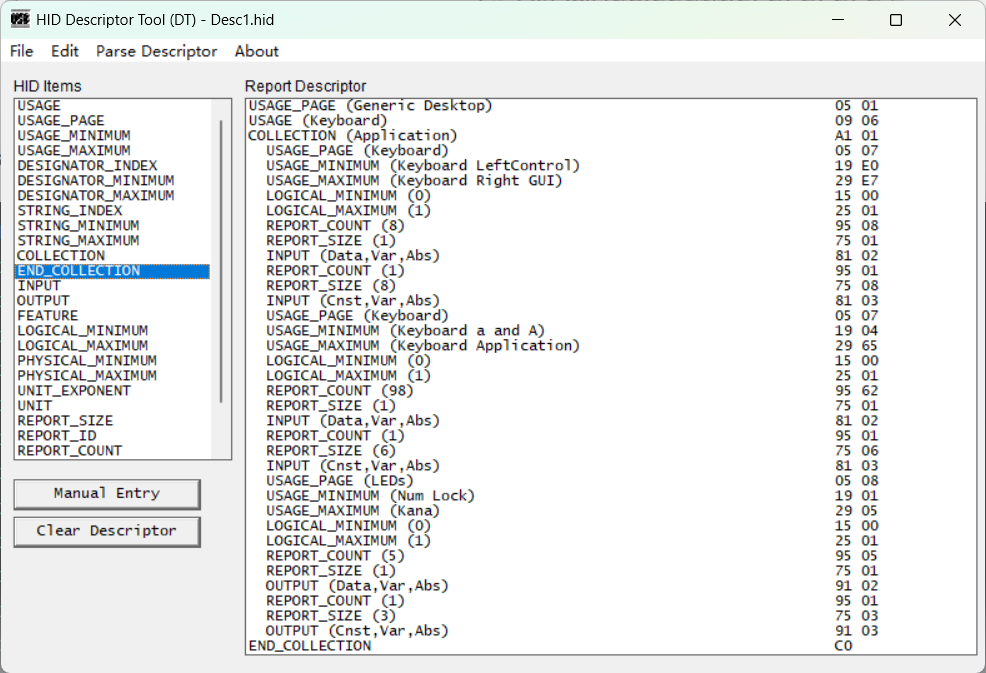 HID Descriptor Tool (DT) - Desc1.hid
File Edit Parse Descriptor About
HID Items
USAGE
USAGE_PAGE
USAGE_MINIMUM
USAGE_MAXIMUM
DESIGNATOR_INDEX
DESIGNATOR_MINIMUM
DESIGNATOR_MAXIMUM
STRING_INDEX
STRING_MINIMUM
STRING_MAXIMUM
COLLECTION
END_COLLECTION
INPUT
OUTPUT
FEATURE
LOGICAL_MINIMUM
LOGICAL_MAXIMUM
PHYSICAL_MINIMUM
PHYSICAL_MAXIMUM
UNIT_EXPONENT
UNIT
REPORT_SIZE
REPORT_ID
REPORT_COUNT
Manual Entry
Clear Descriptor
Report Descriptor
USAGE_PAGE (Generic Desktop) 05 01
USAGE (Keyboard) 09 06
COLLECTION (Application) A1 01
USAGE_PAGE (Keyboard) 05 07
USAGE_MINIMUM (Keyboard LeftControl) 19 E0
USAGE_MAXIMUM (Keyboard Right GUI) 29 E7
LOGICAL_MINIMUM (0) 15 00
LOGICAL_MAXIMUM (1) 25 01
REPORT_COUNT (8) 95 08
REPORT_SIZE (1) 75 01
INPUT (Data,Var,Abs) 81 02
REPORT_COUNT (1) 95 01
REPORT_SIZE (8) 75 08
INPUT (Cnst,Var,Abs) 81 03
USAGE_PAGE (Keyboard) 05 07
USAGE_MINIMUM (Keyboard a and A) 19 04
USAGE_MAXIMUM (Keyboard Application) 29 65
LOGICAL_MINIMUM (0) 15 00
LOGICAL_MAXIMUM (1) 25 01
REPORT_COUNT (98) 95 62
REPORT_SIZE (1) 75 01
INPUT (Data,Var,Abs) 81 02
REPORT_COUNT (1) 95 01
REPORT_SIZE (6) 75 06
INPUT (Cnst,Var,Abs) 81 03
USAGE_PAGE (LEDs) 05 08
USAGE_MINIMUM (Num Lock) 19 01
USAGE_MAXIMUM (Kana) 29 05
LOGICAL_MINIMUM (0) 15 00
LOGICAL_MAXIMUM (1) 25 01
REPORT_COUNT (5) 95 05
REPORT_SIZE (1) 75 01
OUTPUT (Data,Var,Abs) 91 02
REPORT_COUNT (1) 95 01
REPORT_SIZE (3) 75 03
OUTPUT (Cnst,Var,Abs) 91 03
END_COLLECTION C0